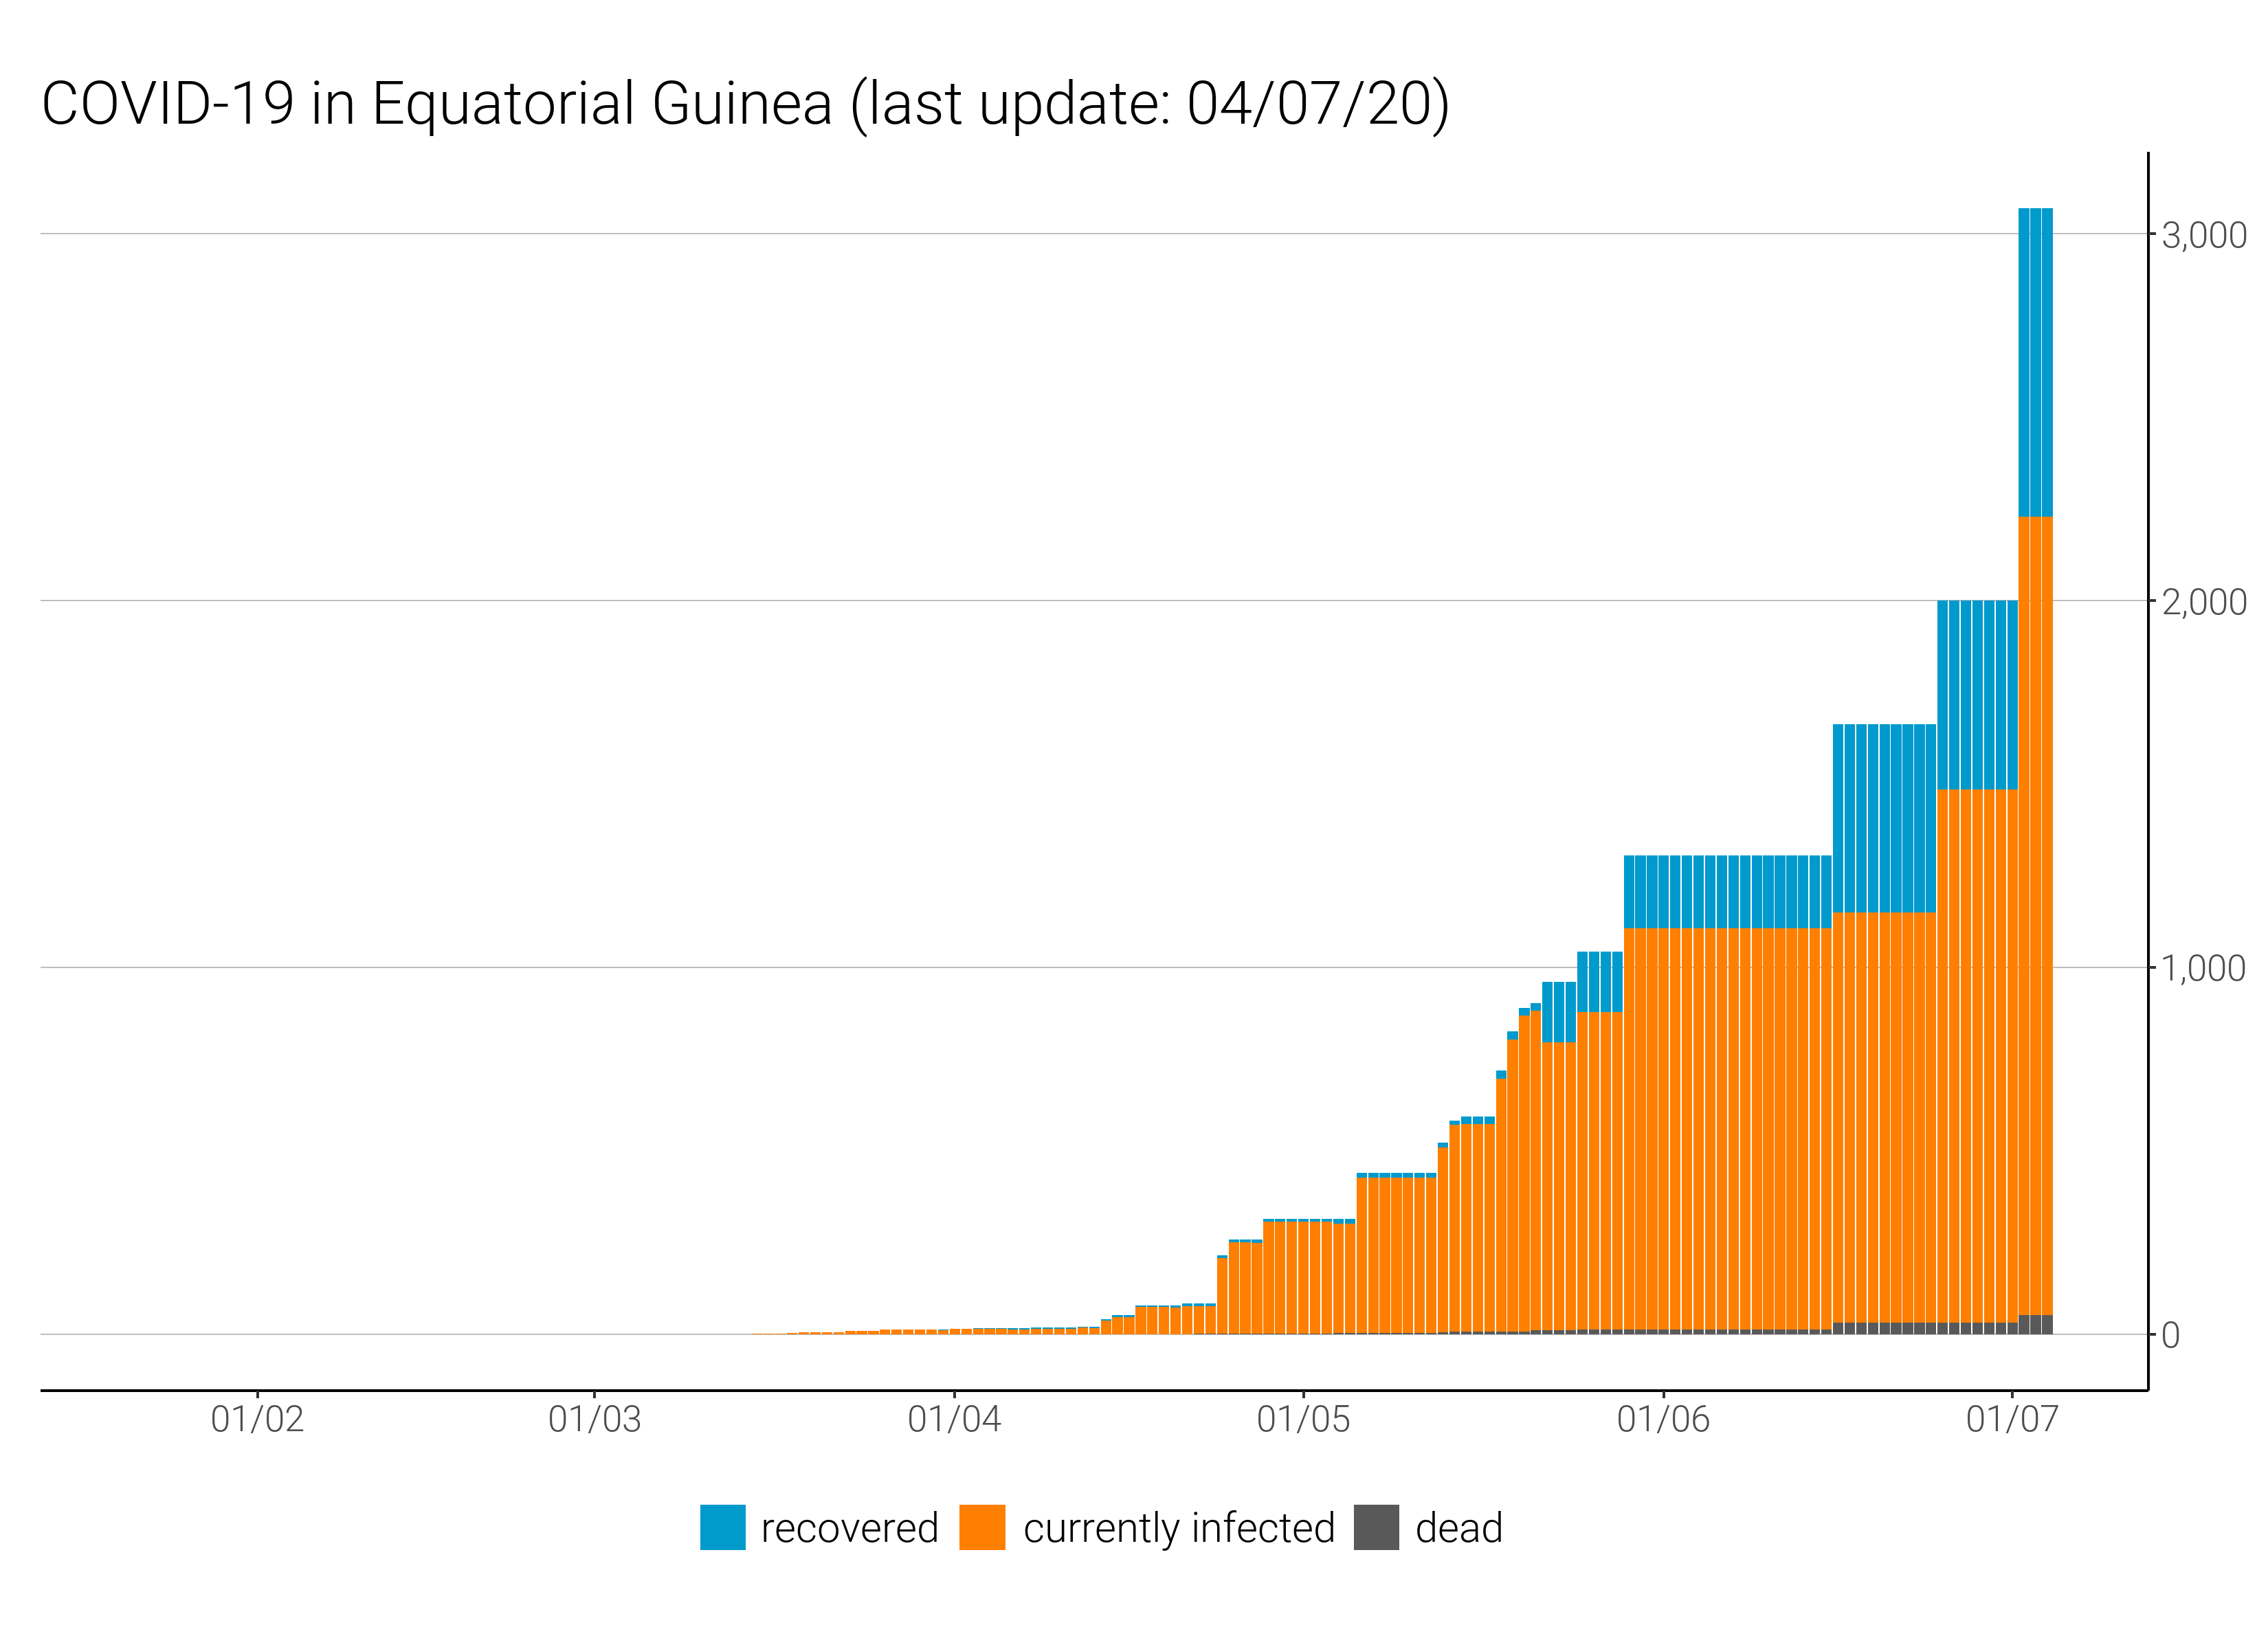 COVID-19 in Equatorial Guinea (last update: 04/07/20)
3,000
2,000
1,000
0
01/02 01/03 01/04 01/05 01/06 01/07
recovered currently infected dead